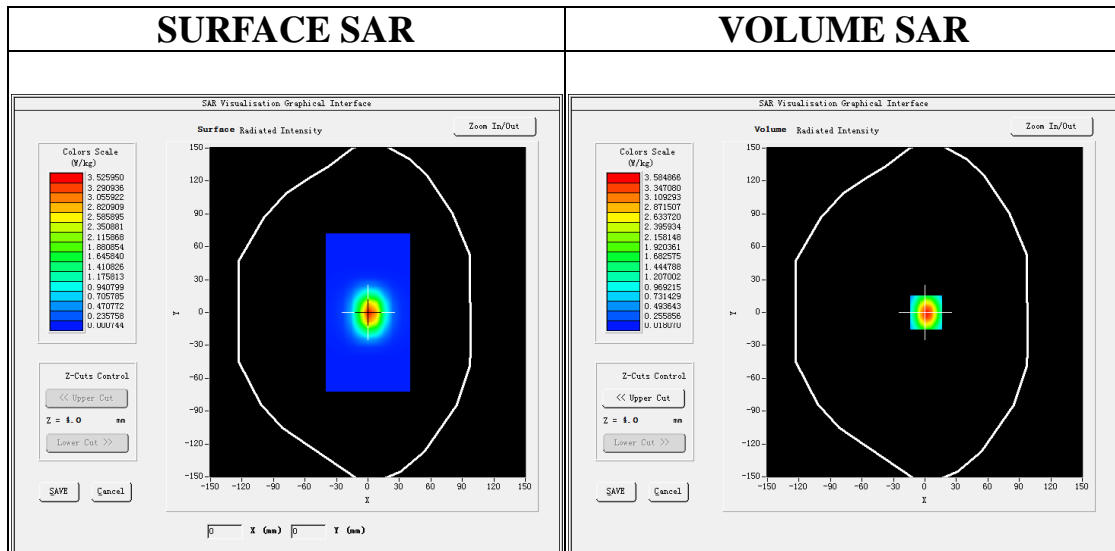 SURFACE SAR
SAR Visualisation Graphical Interface
Surface Radiated Intensity
Zoom In/Out
Colors Scale
(W/kg)
3.525950
3.290936
3.055922
2.820909
2.585895
2.350881
2.115868
1.880854
1.645840
1.410826
1.175813
0.940799
0.705785
0.470772
0.235758
0.000744
Z-Cuts Control
<< Upper Cut
Z = 4.0 mm
Lower Cut >>
SAVE Cancel
150
120
90
60
30
0
-30
-60
-90
-120
-150
Y
-150 -120 -90 -60 -30 0 30 60 90 120 150
X
0 X (mm) 0 Y (mm)
VOLUME SAR
SAR Visualisation Graphical Interface
Volume Radiated Intensity
Zoom In/Out
Colors Scale
(W/kg)
3.584866
3.347080
3.109293
2.871507
2.633720
2.395934
2.158148
1.920361
1.682575
1.444788
1.207002
0.969215
0.731429
0.493643
0.255856
0.018070
Z-Cuts Control
<< Upper Cut
Z = 4.0 mm
Lower Cut >>
SAVE Cancel
150
120
90
60
30
0
-30
-60
-90
-120
-150
Y
-150 -120 -90 -60 -30 0 30 60 90 120 150
X